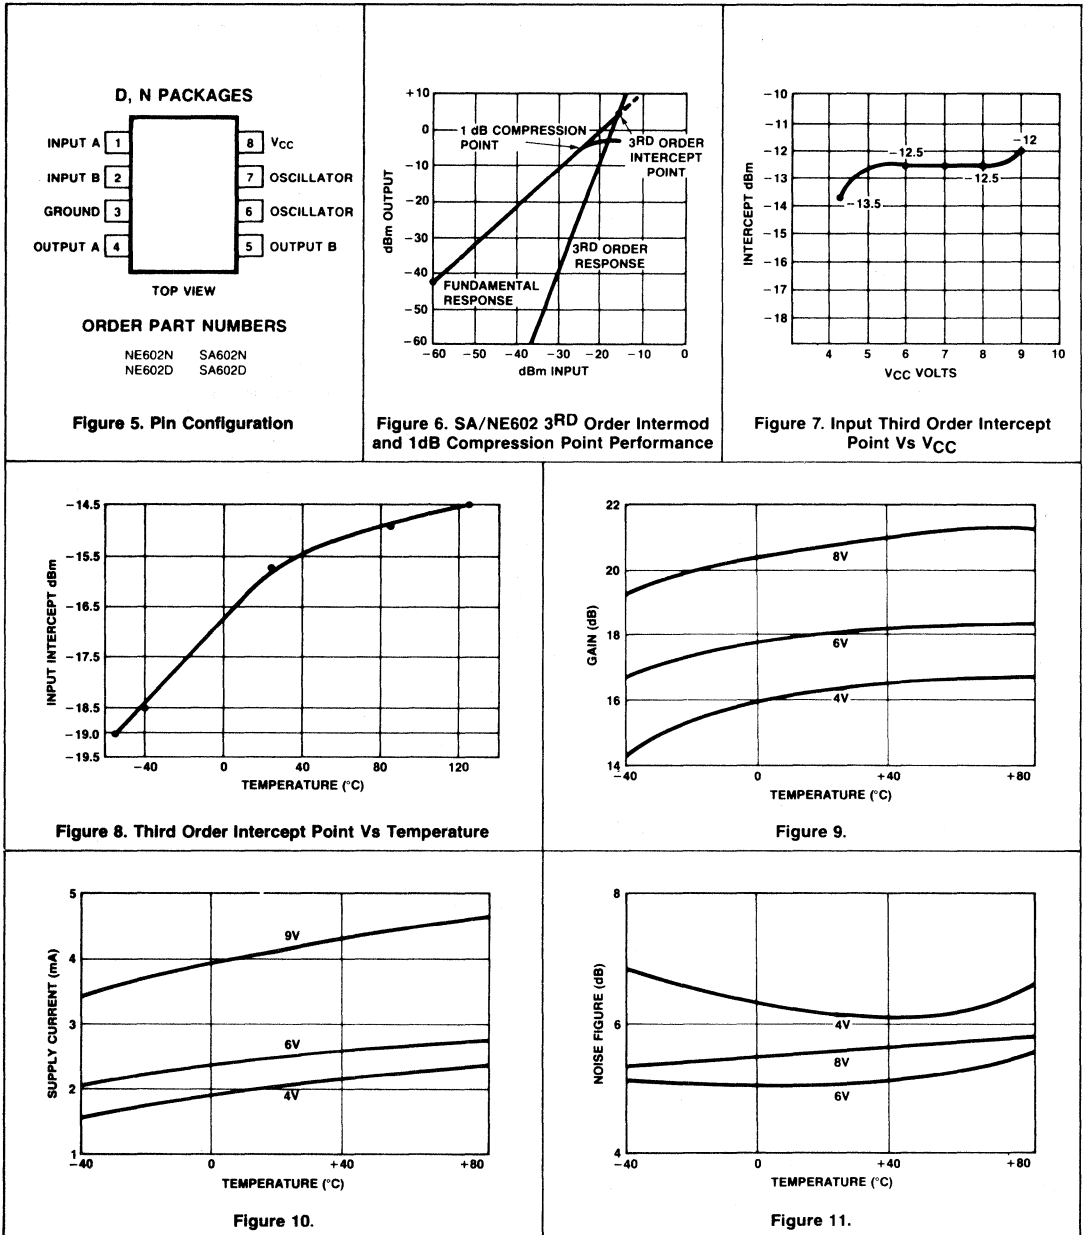 D, N PACKAGES
INPUT A 1
INPUT B 2
GROUND 3
OUTPUT A 4
8 VCC
7 OSCILLATOR
6 OSCILLATOR
5 OUTPUT B
TOP VIEW
ORDER PART NUMBERS
NE602N SA602N
NE602D SA602D
Figure 5. Pin Configuration
+10
0
−10
−20
−30
−40
−50
−60
dBm OUTPUT
1 dB COMPRESSION
POINT
3RD ORDER
INTERCEPT
POINT
3RD ORDER
RESPONSE
FUNDAMENTAL
RESPONSE
−60 −50 −40 −30 −20 −10 0
dBm INPUT
Figure 6. SA/NE602 3RD Order Intermod
and 1dB Compression Point Performance
−10
−11
−12
−13
−14
−15
−16
−17
−18
INTERCEPT dBm
−12
−12.5
−12.5
−13.5
4 5 6 7 8 9 10
VCC VOLTS
Figure 7. Input Third Order Intercept
Point Vs VCC
−14.5
−15.5
−16.5
−17.5
−18.5
−19.0
−19.5
INPUT INTERCEPT dBm
−40 0 40 80 120
TEMPERATURE (°C)
Figure 8. Third Order Intercept Point Vs Temperature
22
20
18
16
14
GAIN (dB)
8V
6V
4V
−40 0 +40 +80
TEMPERATURE (°C)
Figure 9.
5
4
3
2
1
SUPPLY CURRENT (mA)
9V
6V
4V
−40 0 +40 +80
TEMPERATURE (°C)
Figure 10.
8
6
4
NOISE FIGURE (dB)
4V
8V
6V
−40 0 +40 +80
TEMPERATURE (°C)
Figure 11.